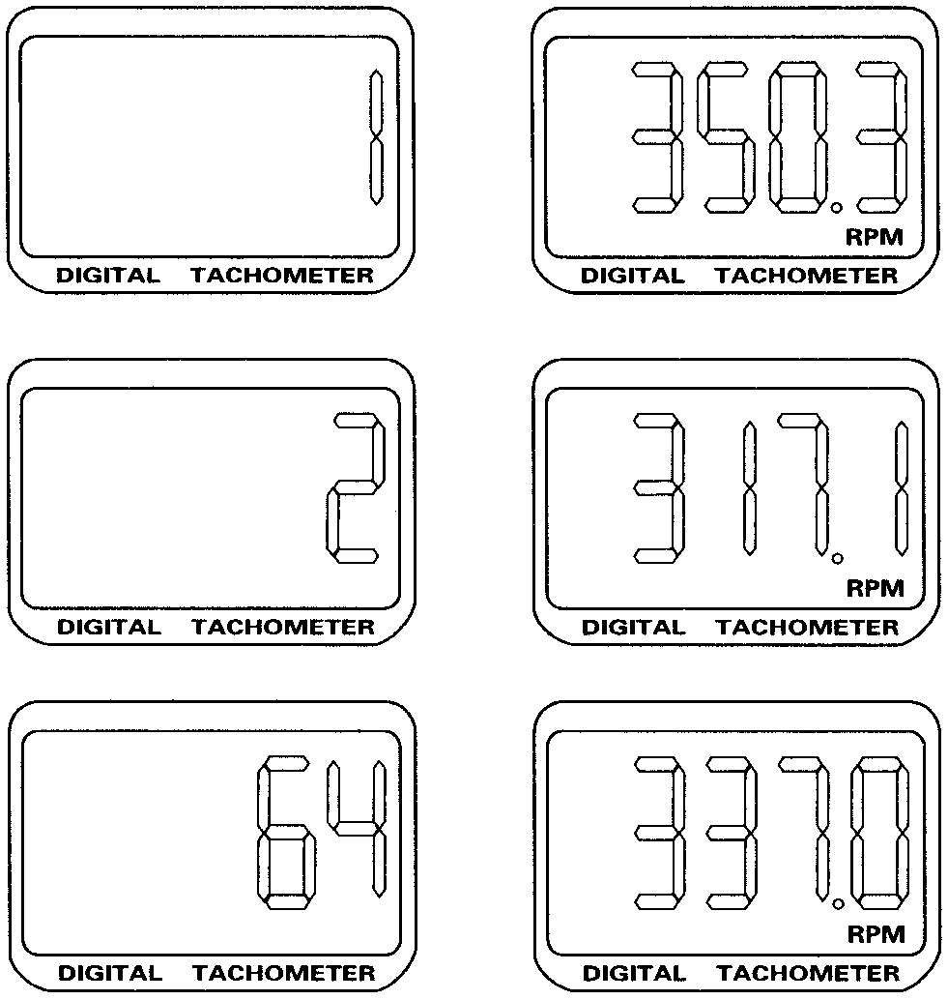 1
DIGITAL TACHOMETER
350.3
RPM
DIGITAL TACHOMETER
2
DIGITAL TACHOMETER
317.1
RPM
DIGITAL TACHOMETER
64
DIGITAL TACHOMETER
337.0
RPM
DIGITAL TACHOMETER